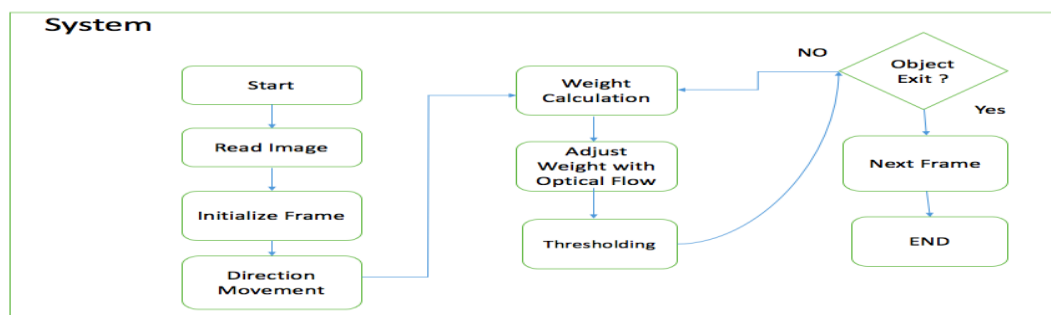 System
Start
Read Image
Initialize Frame
Direction
Movement
Weight
Calculation
Adjust
Weight with
Optical Flow
Thresholding
NO
Object
Exit ?
Yes
Next Frame
END